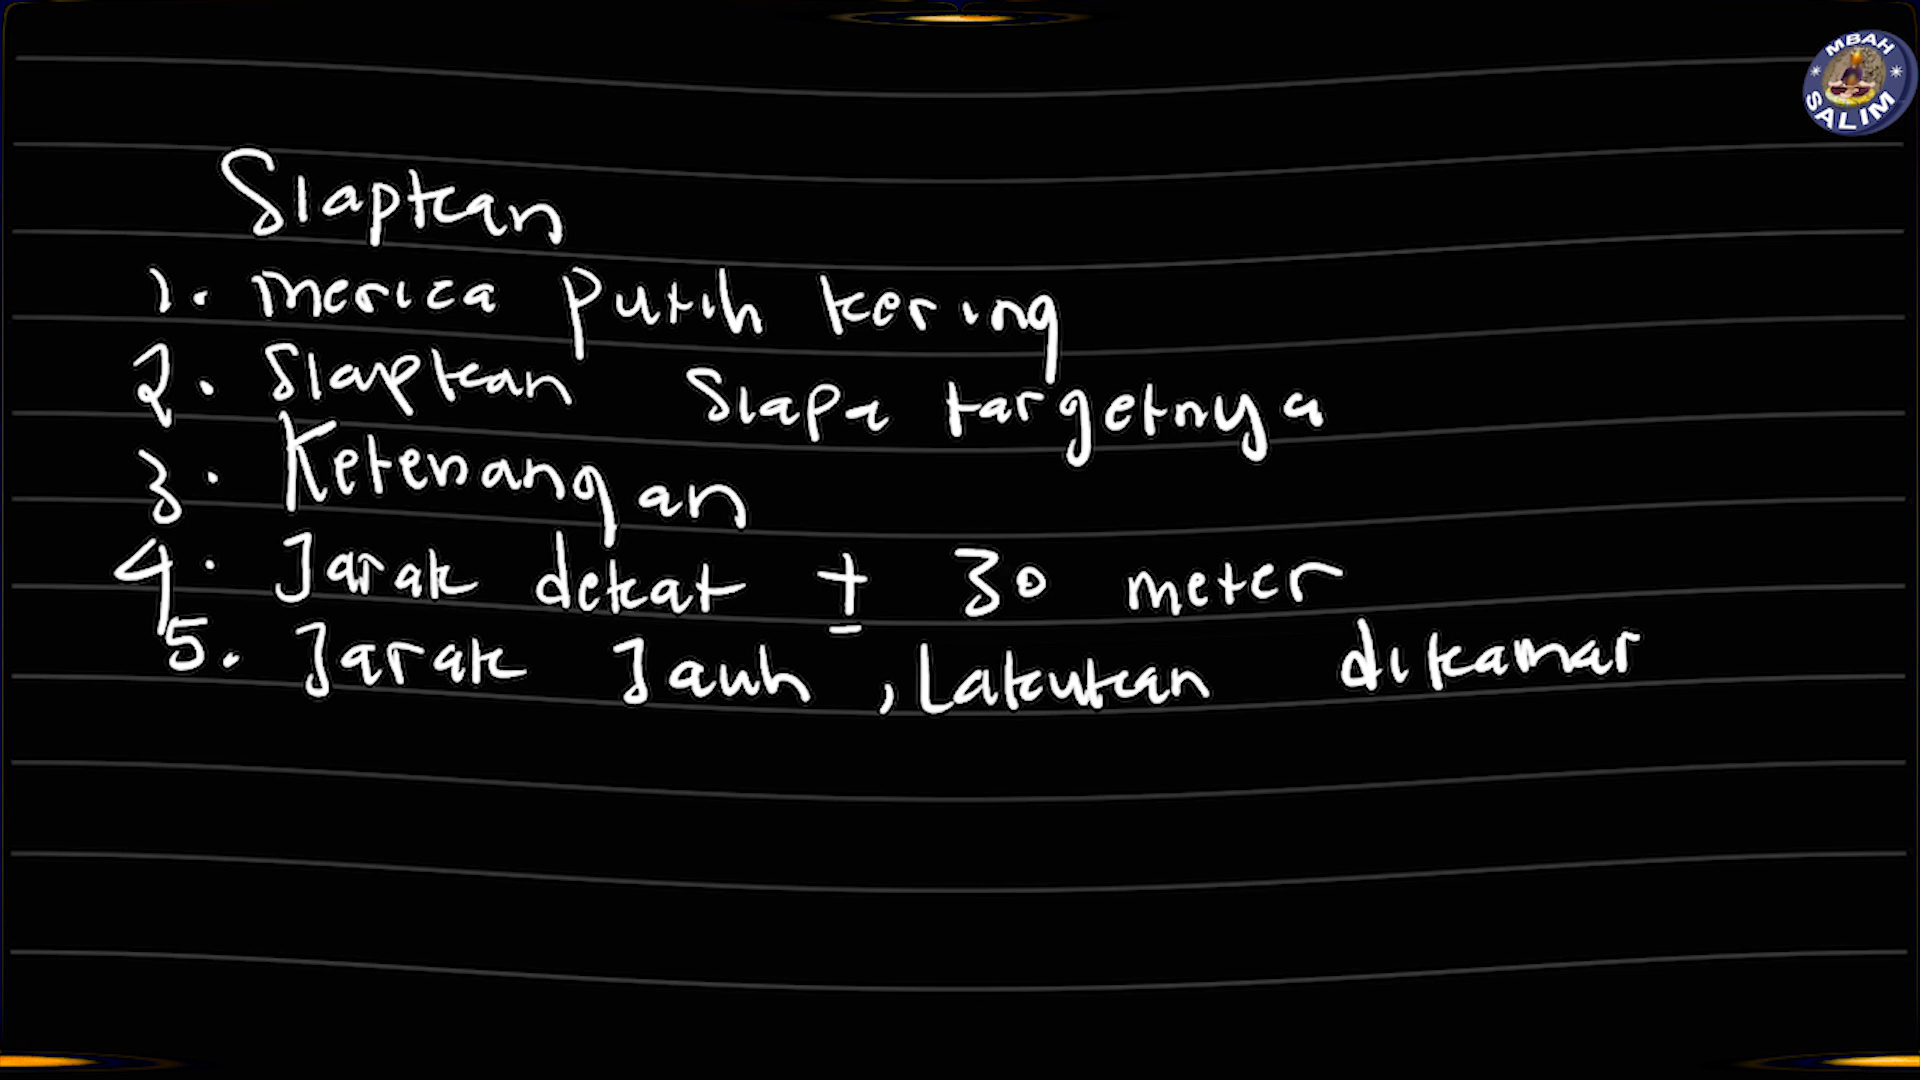 MBAH
SALIM
Siapkan
1. merica putih kering
2. Siapkan Siapa targetnya
3. Ketenangan
4. Jarak dekat ± 30 meter
5. Jarak Jauh, Lakukan dikamar